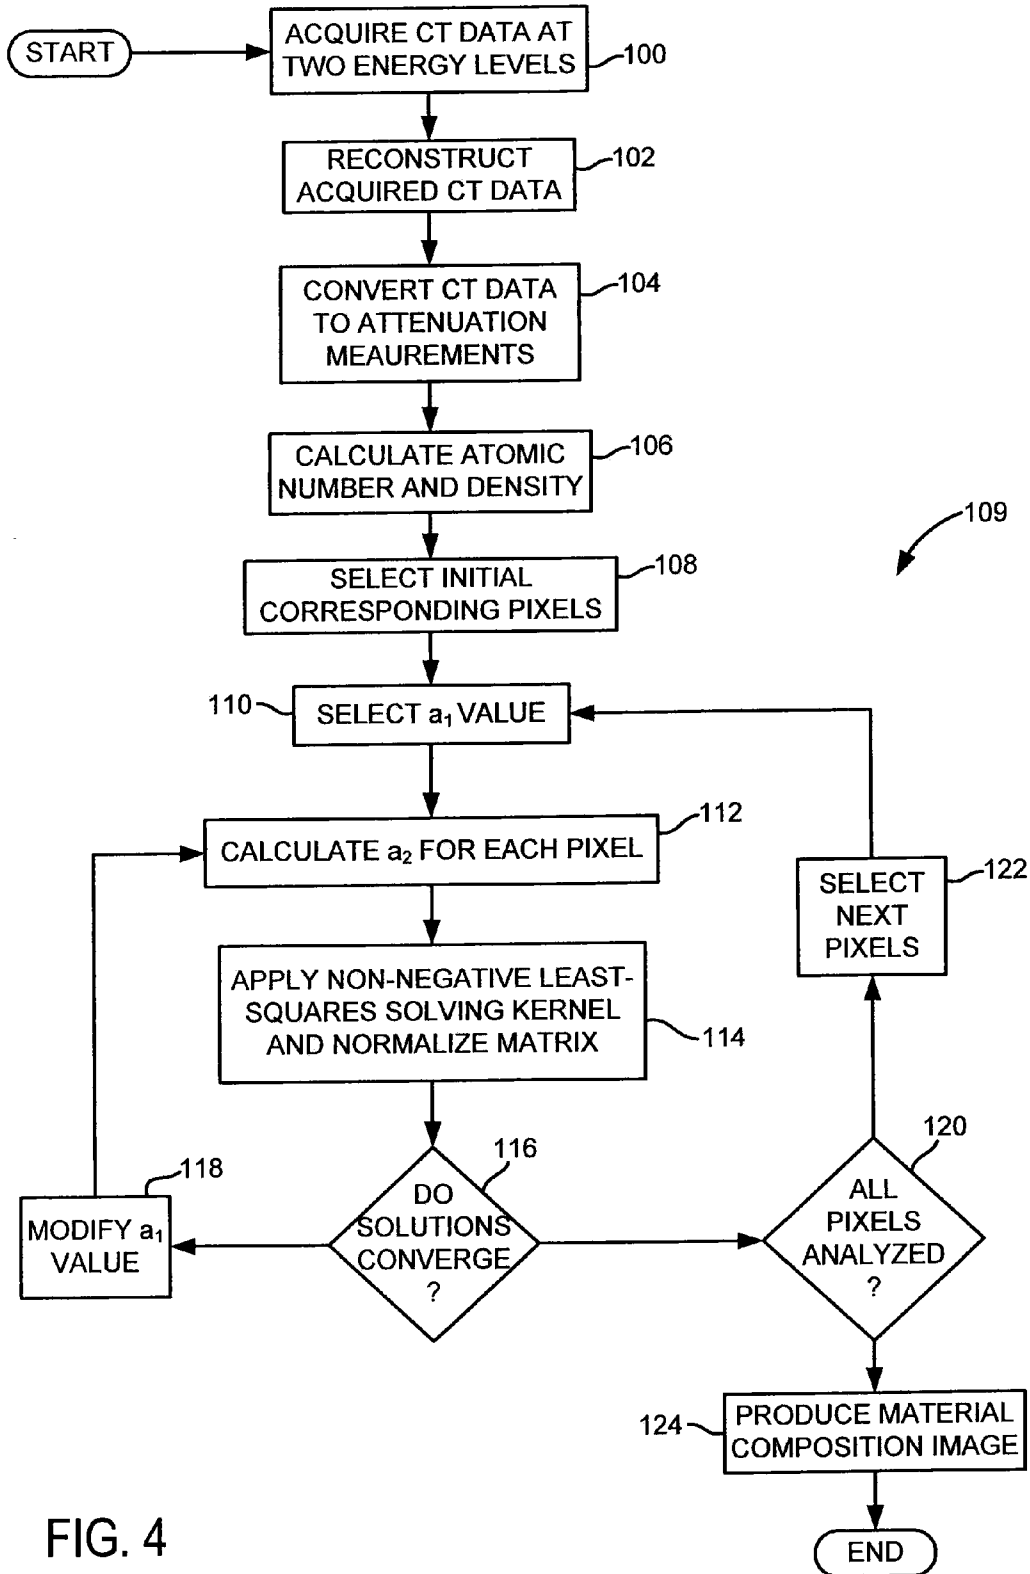 START
ACQUIRE CT DATA AT
TWO ENERGY LEVELS
100
RECONSTRUCT
ACQUIRED CT DATA
102
CONVERT CT DATA
TO ATTENUATION
MEAUREMENTS
104
CALCULATE ATOMIC
NUMBER AND DENSITY
106
109
SELECT INITIAL
CORRESPONDING PIXELS
108
110
SELECT a₁ VALUE
CALCULATE a₂ FOR EACH PIXEL
112
SELECT
NEXT
PIXELS
122
APPLY NON-NEGATIVE LEAST-
SQUARES SOLVING KERNEL
AND NORMALIZE MATRIX
114
DO
SOLUTIONS
CONVERGE
?
116
MODIFY a₁
VALUE
118
ALL
PIXELS
ANALYZED
?
120
124
PRODUCE MATERIAL
COMPOSITION IMAGE
END
FIG. 4